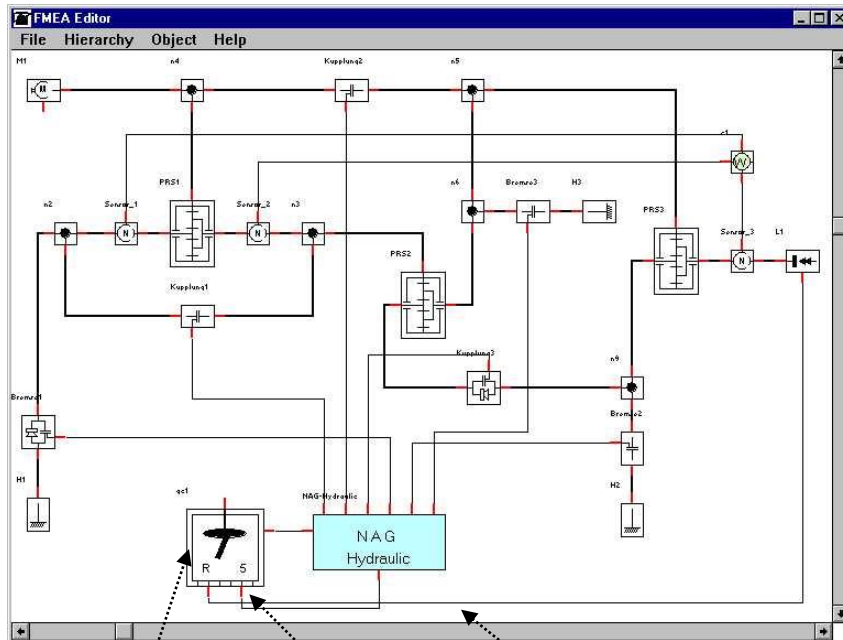 FMEA Editor
File Hierarchy Object Help
M1
n4
Kupplung2
n5
M
c1
PRS1
n6
Bremse3
H3
n2
Sensor_1
Sensor_2
n3
PRS3
Sensor_3
L1
N
N
N
PRS2
Kupplung1
Kupplung3
n9
Bremse1
Bremse2
H1
gc1
NAG-Hydraulic
H2
NAG
Hydraulic
R 5